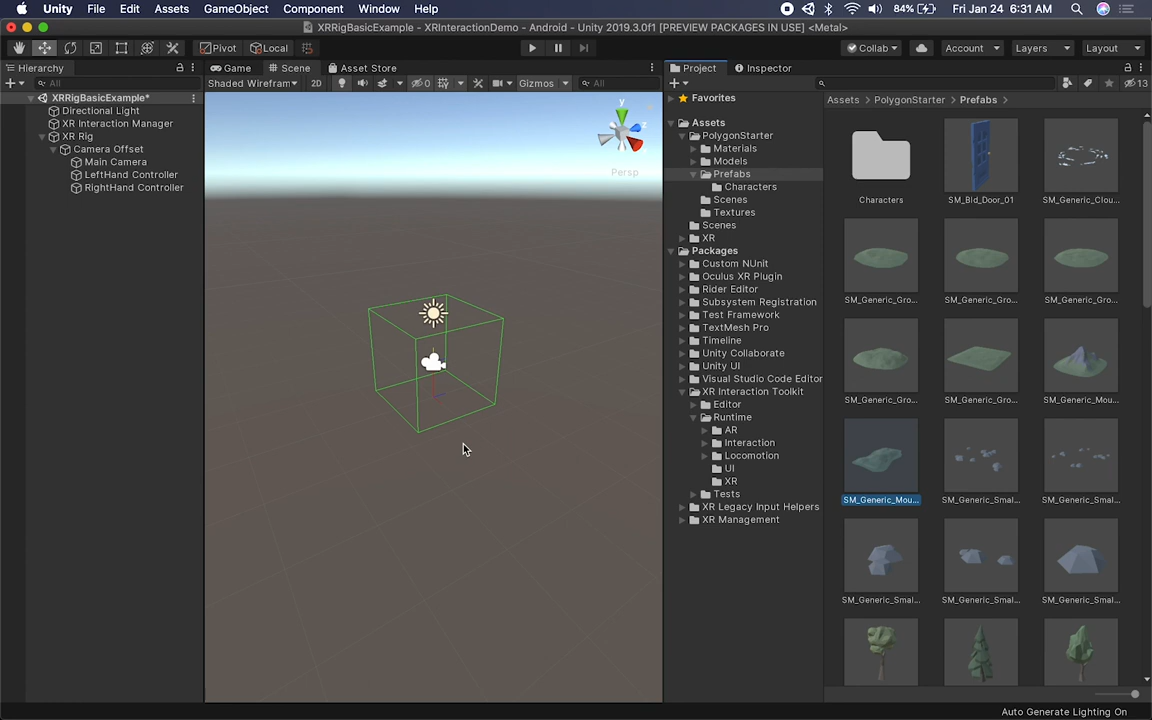 Unity File Edit Assets GameObject Component Window Help
84% Fri Jan 24 6:31 AM
XRRigBasicExample - XRInteractionDemo - Android - Unity 2019.3.0f1 [PREVIEW PACKAGES IN USE] <Metal>
Pivot Local
Collab Account Layers Layout
Hierarchy
All
XRRigBasicExample*
Directional Light
XR Interaction Manager
XR Rig
Camera Offset
Main Camera
LeftHand Controller
RightHand Controller
Game Scene Asset Store
Shaded Wirefram 2D 0 Gizmos All
y
z
Persp
Project Inspector
13
Favorites
Assets
PolygonStarter
Materials
Models
Prefabs
Characters
Scenes
Textures
Scenes
XR
Packages
Custom NUnit
Oculus XR Plugin
Rider Editor
Subsystem Registration
Test Framework
TextMesh Pro
Timeline
Unity Collaborate
Unity UI
Visual Studio Code Editor
XR Interaction Toolkit
Editor
Runtime
AR
Interaction
Locomotion
UI
XR
Tests
XR Legacy Input Helpers
XR Management
Assets > PolygonStarter > Prefabs >
Characters SM_Bld_Door_01 SM_Generic_Clou...
SM_Generic_Gro... SM_Generic_Gro... SM_Generic_Gro...
SM_Generic_Gro... SM_Generic_Gro... SM_Generic_Mou...
SM_Generic_Mou... SM_Generic_Smal... SM_Generic_Smal...
SM_Generic_Smal... SM_Generic_Smal... SM_Generic_Smal...
Auto Generate Lighting On